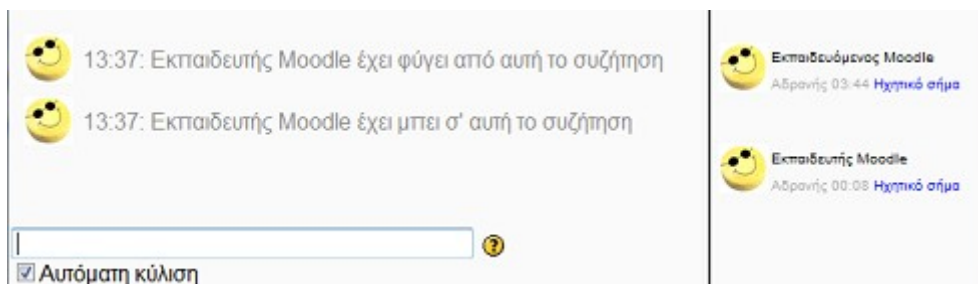 13:37: Εκπαιδευτής Moodle έχει φύγει από αυτή το συζήτηση
13:37: Εκπαιδευτής Moodle έχει μπει σ' αυτή το συζήτηση
Αυτόματη κύλιση
Εκπαιδευόμενος Moodle
Αδρανής 03:44 Ηχητικό σήμα
Εκπαιδευτής Moodle
Αδρανής 00:08 Ηχητικό σήμα